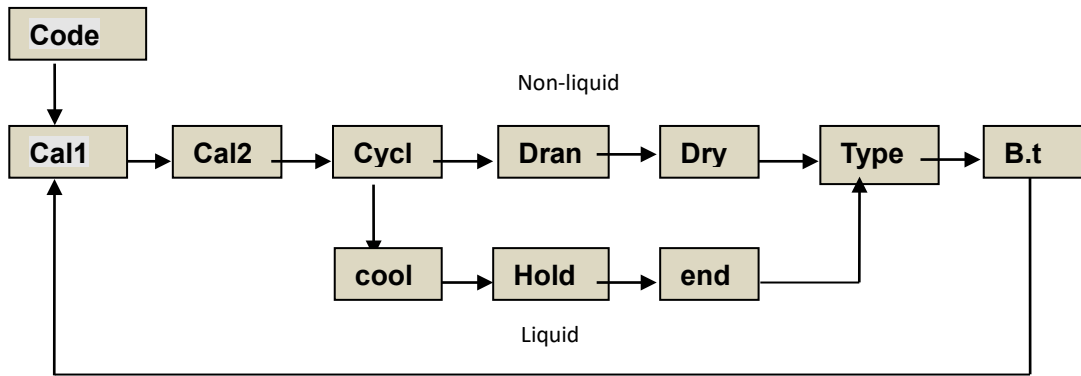 Code
Non-liquid
Cal1
Cal2
Cycl
Dran
Dry
Type
B.t
cool
Hold
end
Liquid